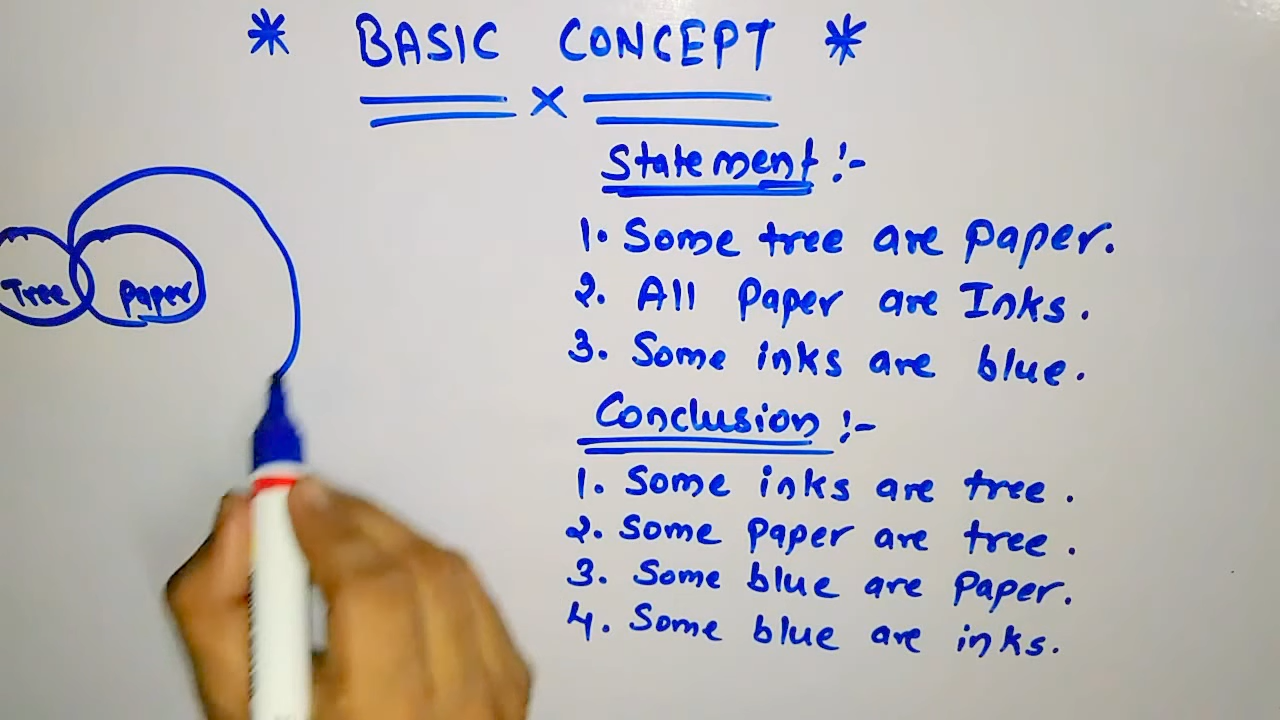 * BASIC CONCEPT *
x
Statement :-
1. Some tree are paper.
2. All paper are Inks.
3. Some inks are blue.
Conclusion :-
1. Some inks are tree.
2. Some paper are tree.
3. Some blue are paper.
4. Some blue are inks.
Tree paper